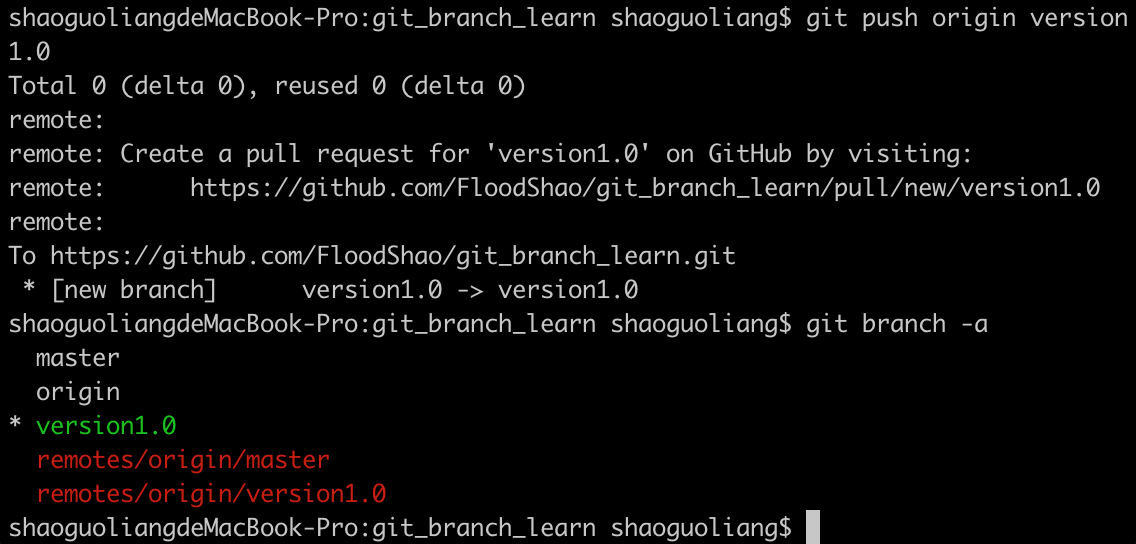 shaoguoliangdeMacBook-Pro:git_branch_learn shaoguoliang$ git push origin version
1.0
Total 0 (delta 0), reused 0 (delta 0)
remote:
remote: Create a pull request for 'version1.0' on GitHub by visiting:
remote:      https://github.com/FloodShao/git_branch_learn/pull/new/version1.0
remote:
To https://github.com/FloodShao/git_branch_learn.git
 * [new branch]      version1.0 -> version1.0
shaoguoliangdeMacBook-Pro:git_branch_learn shaoguoliang$ git branch -a
  master
  origin
* version1.0
  remotes/origin/master
  remotes/origin/version1.0
shaoguoliangdeMacBook-Pro:git_branch_learn shaoguoliang$